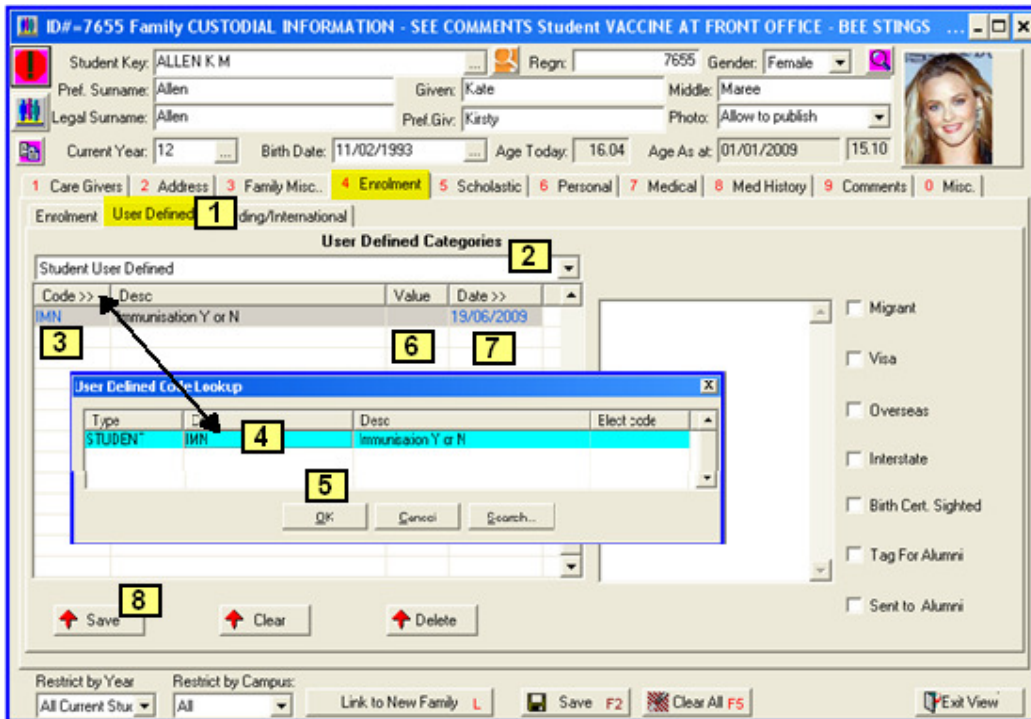 ID#=7655 Family CUSTODIAL INFORMATION - SEE COMMENTS Student VACCINE AT FRONT OFFICE - BEE STINGS ...
Student Key: ALLEN K M ... Regn: 7655 Gender: Female
Pref. Surname: Allen Given: Kate Middle: Maree
Legal Surname: Allen Pref.Giv: Kirsty Photo: Allow to publish
Current Year: 12 ... Birth Date: 11/02/1993 ... Age Today: 16.04 Age As at: 01/01/2009 15.10
1 Care Givers 2 Address 3 Family Misc.. 4 Enrolment 5 Scholastic 6 Personal 7 Medical 8 Med History 9 Comments 0 Misc.
Enrolment User Defined 1 ding/International
User Defined Categories 2
Student User Defined
Code >> Desc Value Date >>
IMN Immunisation Y or N 19/06/2009
3 6 7
Migrant
Visa
Overseas
Interstate
Birth Cert. Sighted
Tag For Alumni
Sent to Alumni
User Defined Code Lookup X
Type Desc Elect code
STUDENT IMN Immunisation Y or N
4
5
OK Cancel Search...
8
Save Clear Delete
Restrict by Year Restrict by Campus:
All Current Stuc All Link to New Family L Save F2 Clear All F5 Exit View